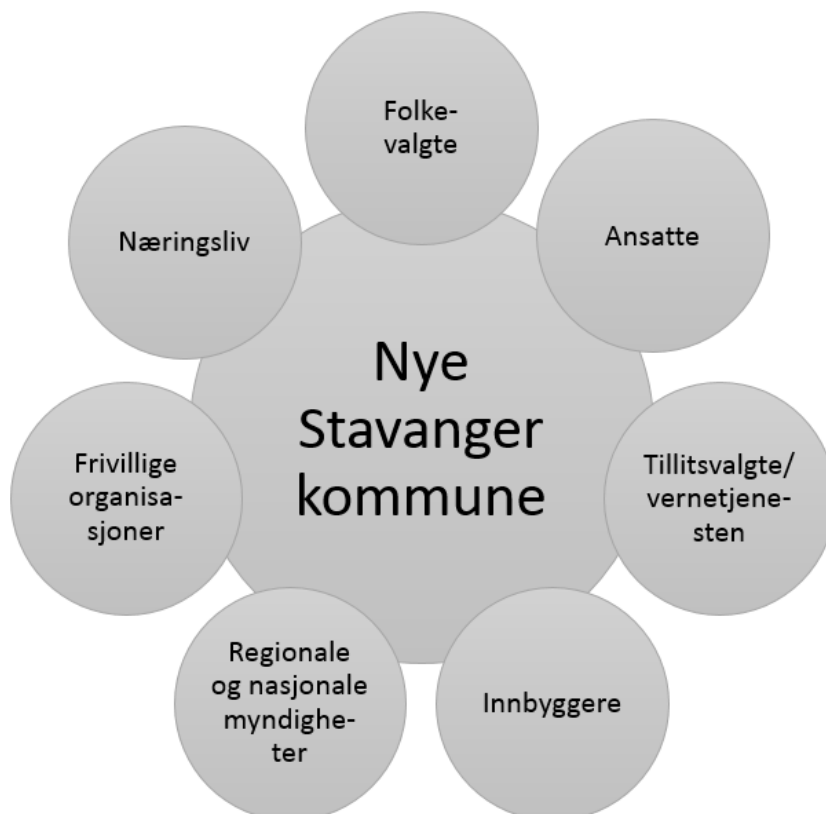 Folke-
valgte
Ansatte
Tillitsvalgte/
vernetjene-
sten
Innbyggere
Regionale
og nasjonale
myndighe-
ter
Frivillige
organisa-
sjoner
Næringsliv
Nye
Stavanger
kommune